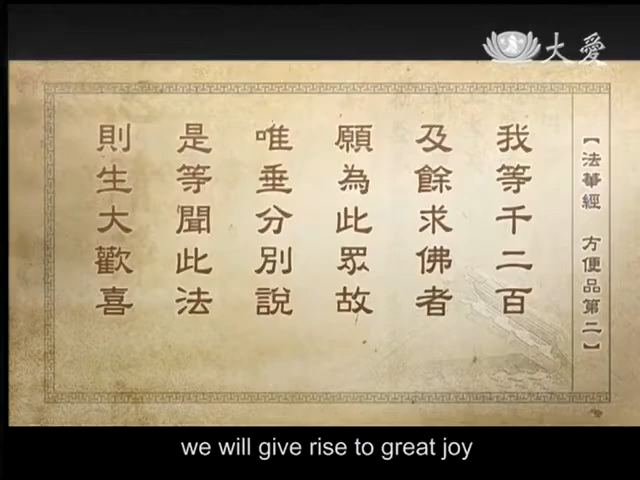 大愛
【法華經 方便品第二】
我等千二百
及餘求佛者
願為此眾故
唯垂分別說
是等聞此法
則生大歡喜
we will give rise to great joy